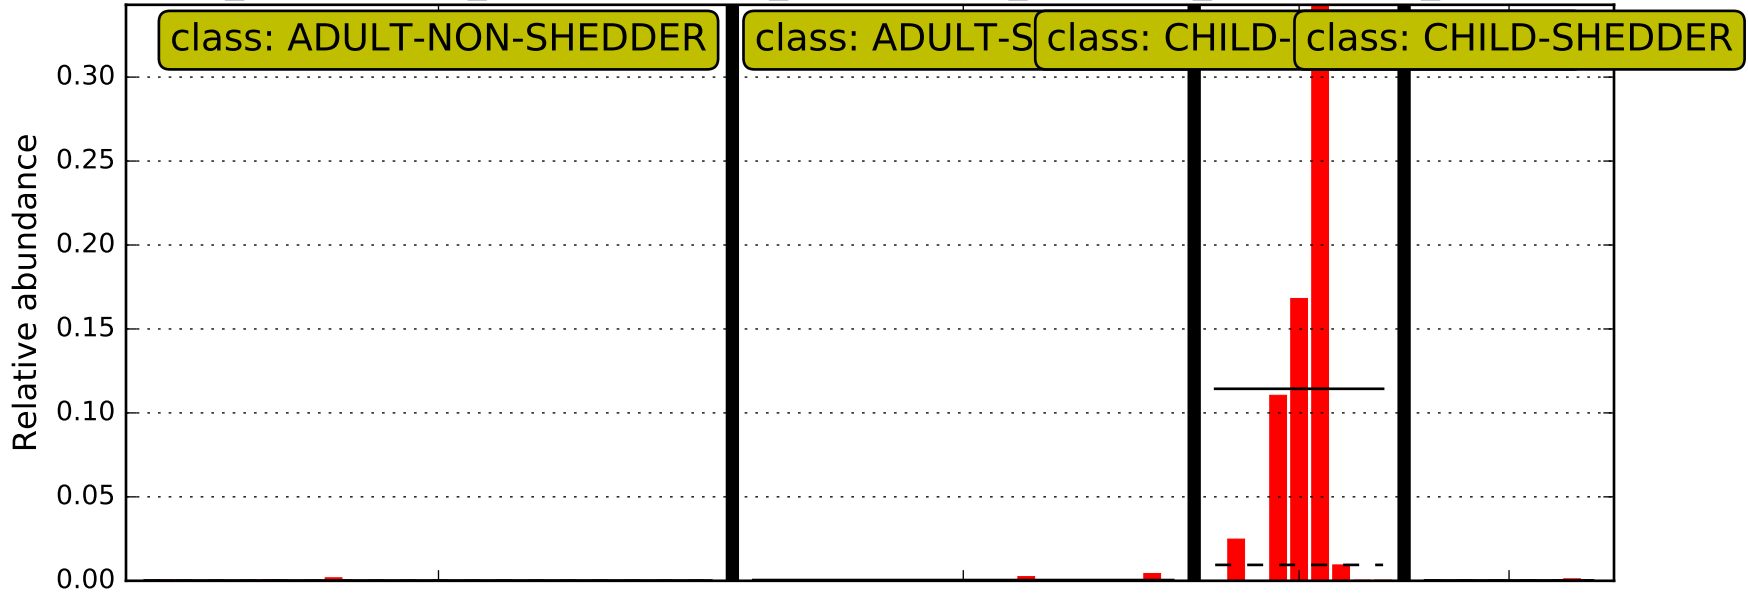 class: ADULT-NON-SHEDDER
class: ADULT-S
class: CHILD-
class: CHILD-SHEDDER
Relative abundance
0.30
0.25
0.20
0.15
0.10
0.05
0.00